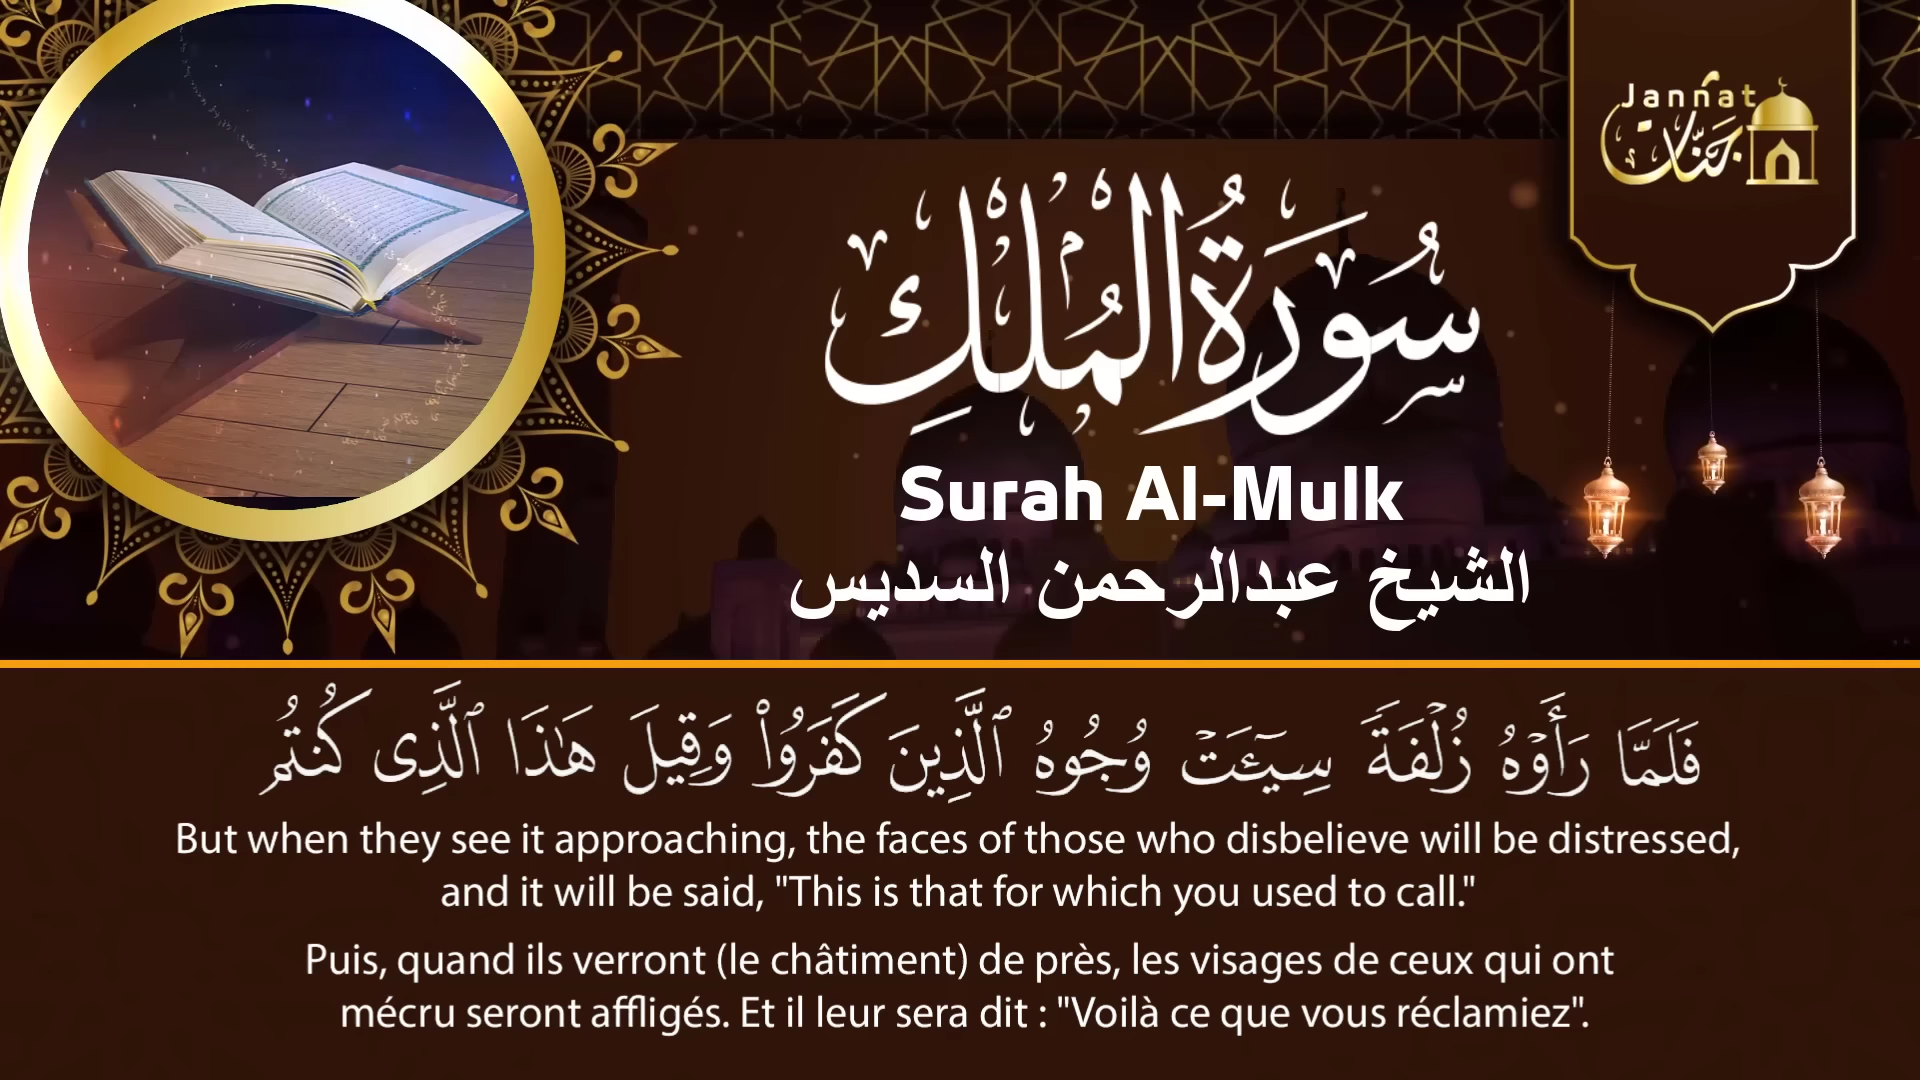 Jannat
جَنَّات
سُورَةُ المُلْكِ
Surah Al-Mulk
الشيخ عبدالرحمن السديس
فَلَمَّا رَأَوْهُ زُلْفَةً سِيٓـَٔتْ وُجُوهُ ٱلَّذِينَ كَفَرُوا۟ وَقِيلَ هَـٰذَا ٱلَّذِى كُنتُم
But when they see it approaching, the faces of those who disbelieve will be distressed,
and it will be said, "This is that for which you used to call."
Puis, quand ils verront (le châtiment) de près, les visages de ceux qui ont
mécru seront affligés. Et il leur sera dit : "Voilà ce que vous réclamiez".